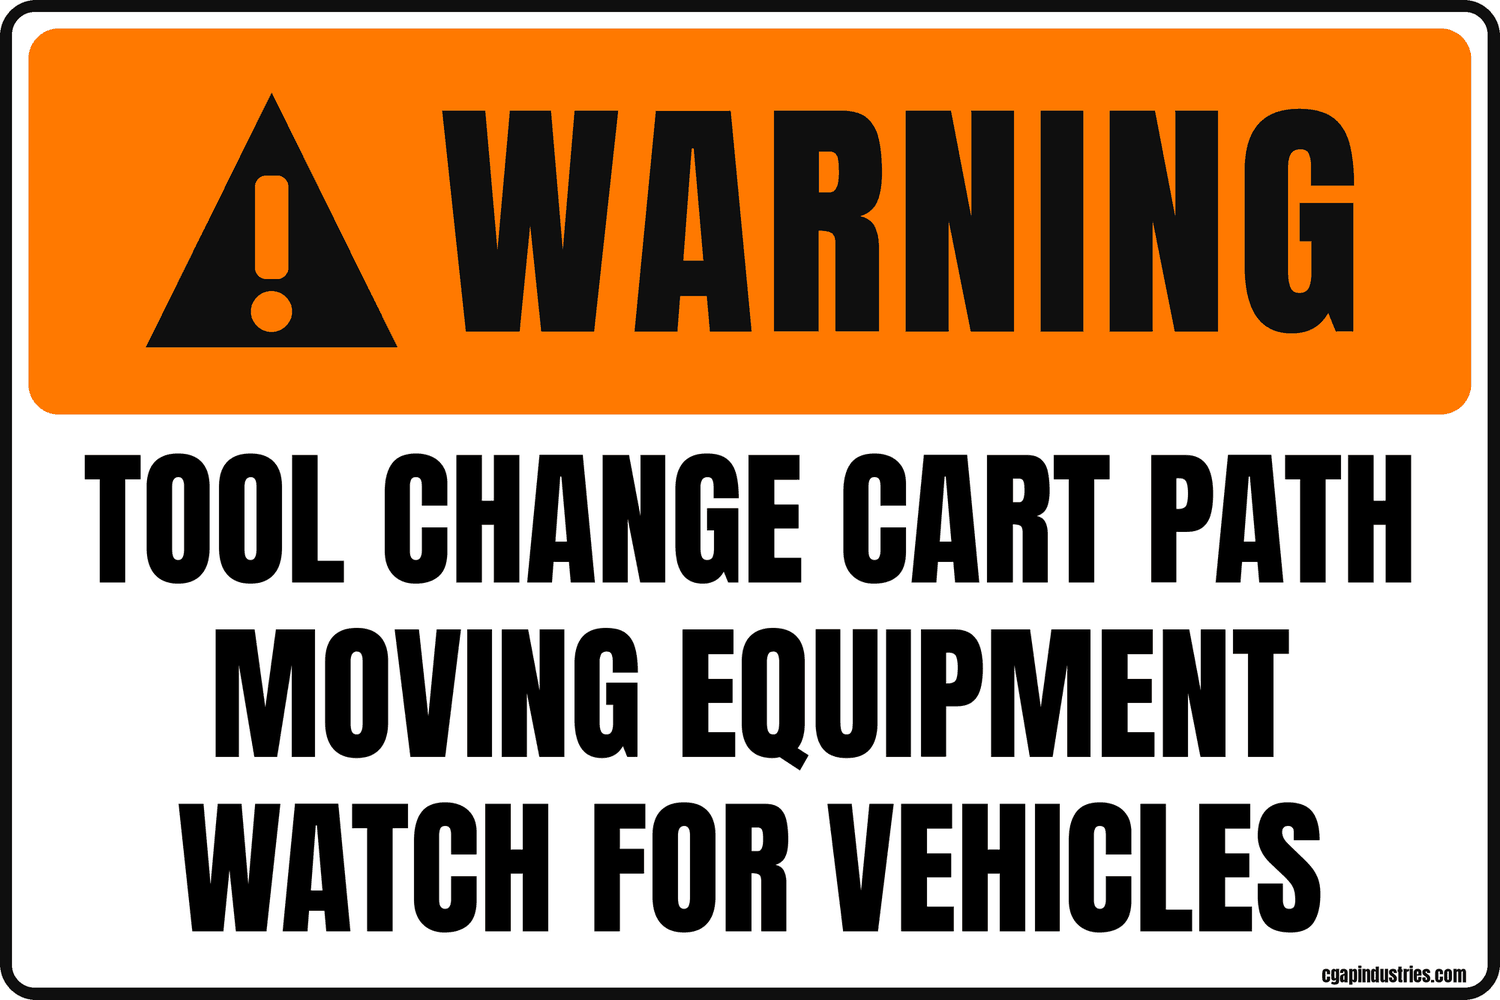 WARNING
TOOL CHANGE CART PATH
MOVING EQUIPMENT
WATCH FOR VEHICLES
cgapindustries.com